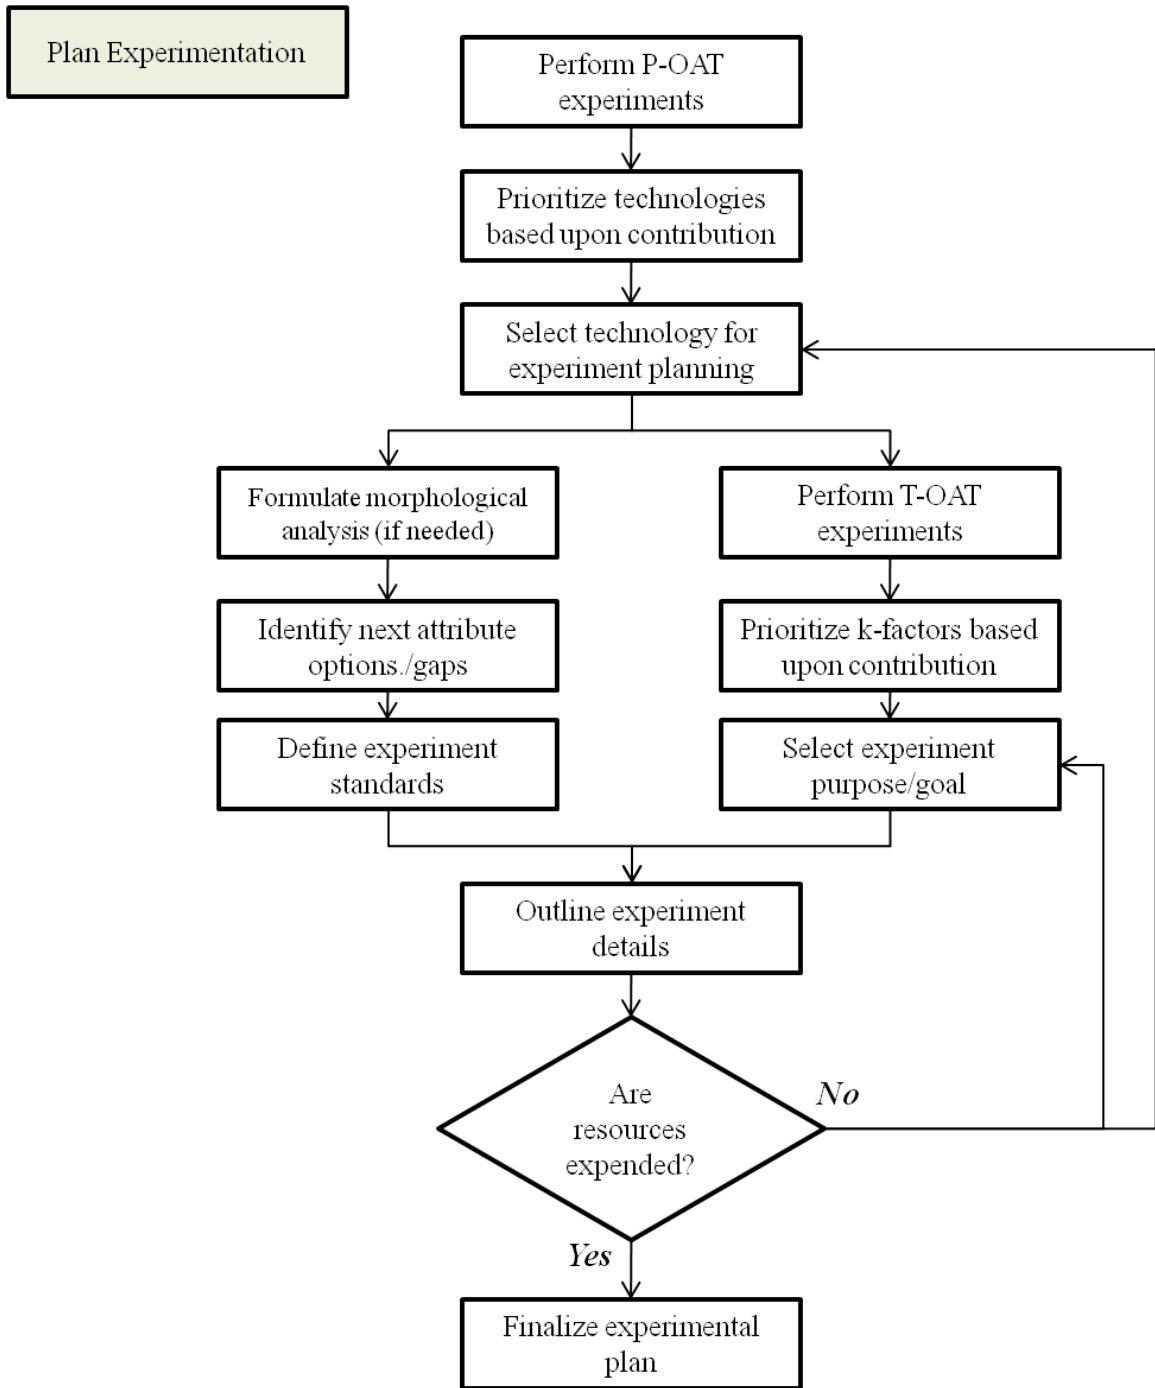 Plan Experimentation
Perform P-OAT
experiments
Prioritize technologies
based upon contribution
Select technology for
experiment planning
Formulate morphological
analysis (if needed)
Identify next attribute
options./gaps
Define experiment
standards
Perform T-OAT
experiments
Prioritize k-factors based
upon contribution
Select experiment
purpose/goal
Outline experiment
details
Are
resources
expended?
No
Yes
Finalize experimental
plan